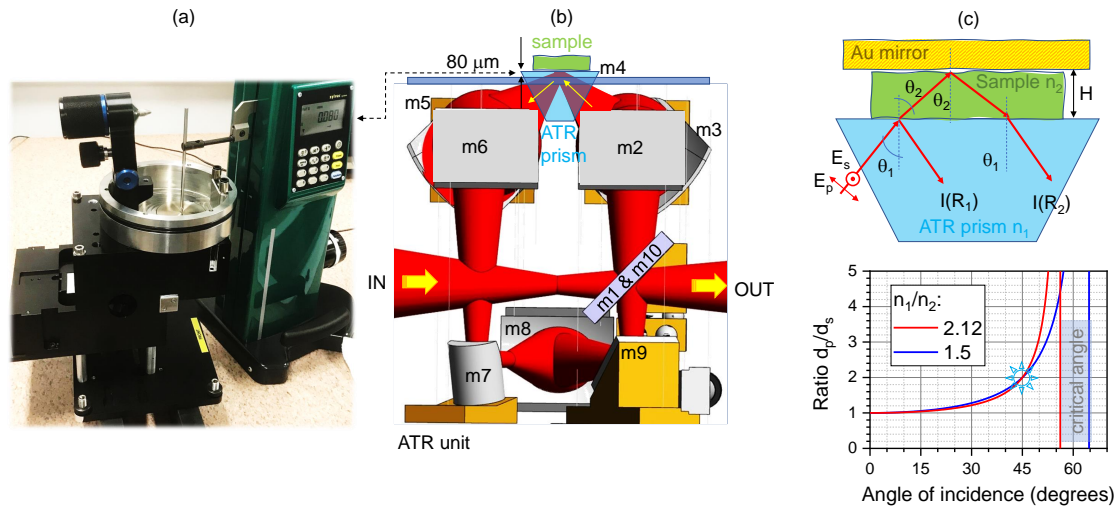 (a)
0.080
(b)
sample
80 μm
m4
m5
m3
ATR
prism
m6
m2
IN
m1 & m10
OUT
m8
m7
m9
ATR unit
(c)
Au mirror
Sample n2
H
θ2
θ2
θ1
θ1
Es
Ep
I(R1)
I(R2)
ATR prism n1
n1/n2:
2.12
1.5
critical angle
Ratio dp/ds
5
4
3
2
1
0
0
15
30
45
60
Angle of incidence (degrees)